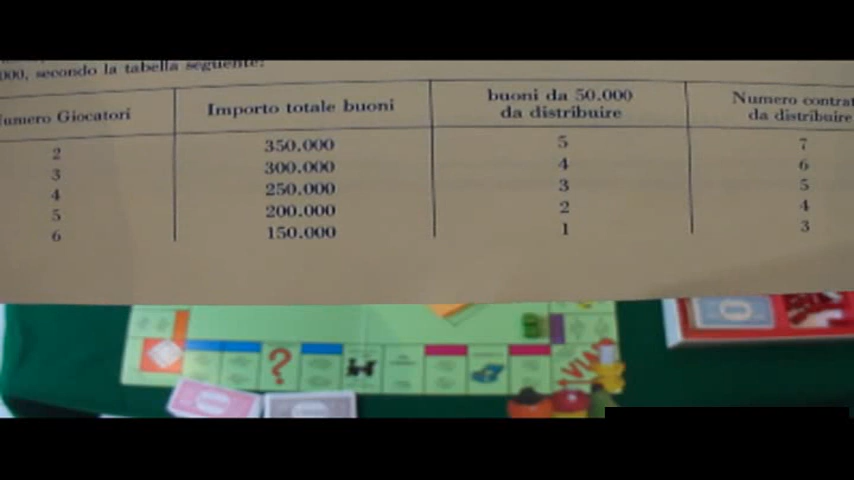 000, secondo la tabella seguente:
Numero Giocatori Importo totale buoni buoni da 50.000 da distribuire Numero contrat da distribuire
2 350.000 5 7
3 300.000 4 6
4 250.000 3 5
5 200.000 2 4
6 150.000 1 3
?
VIA